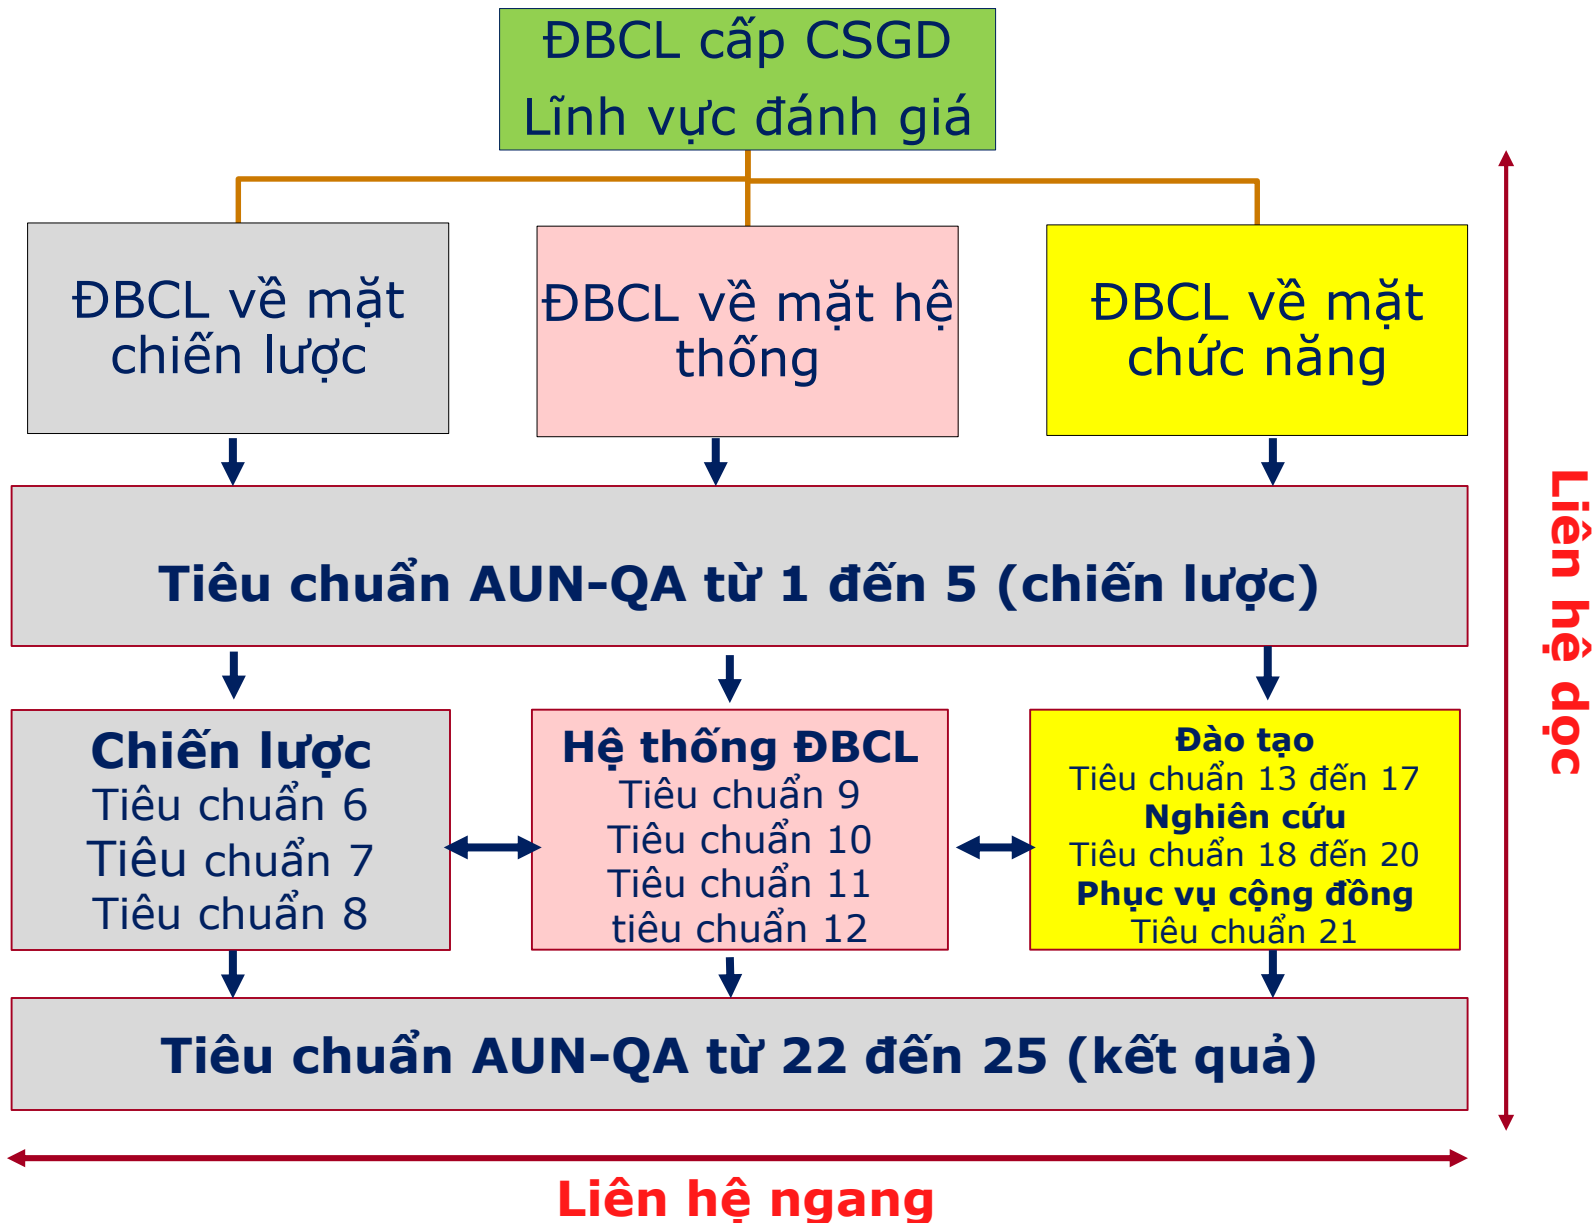 ĐBCL cấp CSGD
Lĩnh vực đánh giá
ĐBCL về mặt
chiến lược
ĐBCL về mặt hệ
thống
ĐBCL về mặt
chức năng
Tiêu chuẩn AUN-QA từ 1 đến 5 (chiến lược)
Chiến lược
Tiêu chuẩn 6
Tiêu chuẩn 7
Tiêu chuẩn 8
Hệ thống ĐBCL
Tiêu chuẩn 9
Tiêu chuẩn 10
Tiêu chuẩn 11
tiêu chuẩn 12
Đào tạo
Tiêu chuẩn 13 đến 17
Nghiên cứu
Tiêu chuẩn 18 đến 20
Phục vụ cộng đồng
Tiêu chuẩn 21
Tiêu chuẩn AUN-QA từ 22 đến 25 (kết quả)
Liên hệ dọc
Liên hệ ngang